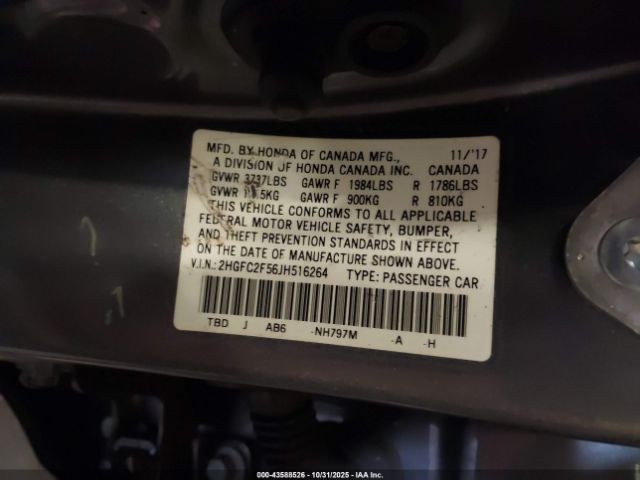 MFD. BY HONDA OF CANADA MFG., 11/'17
A DIVISION OF HONDA CANADA INC. CANADA
GVWR 3737LBS GAWR F 1984LBS R 1786LBS
GVWR 5KG GAWR F 900KG R 810KG
THIS VEHICLE CONFORMS TO ALL APPLICABLE
FEDERAL MOTOR VEHICLE SAFETY, BUMPER,
AND THEFT PREVENTION STANDARDS IN EFFECT
ON THE DATE OF MANUFACTURE SHOWN ABOVE.
V.I.N.: 2HGFC2F56JH516264 TYPE: PASSENGER CAR
TBD J AB6 -NH797M -A -H
000-43588526 - 10/31/2025 - © IAA Inc.